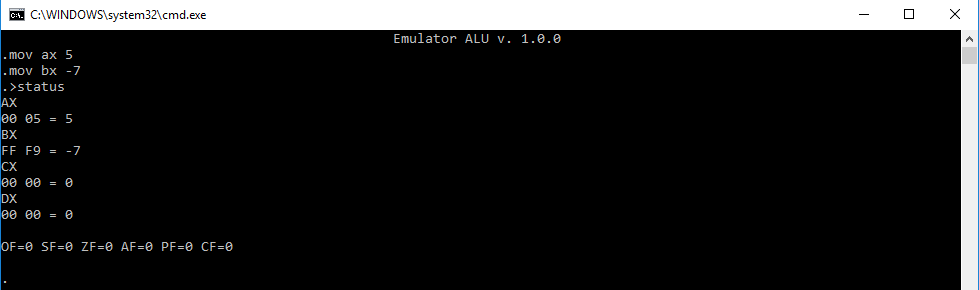 C:\WINDOWS\system32\cmd.exe
Emulator ALU v. 1.0.0
.mov ax 5
.mov bx -7
.>status
AX
00 05 = 5
BX
FF F9 = -7
CX
00 00 = 0
DX
00 00 = 0
OF=0 SF=0 ZF=0 AF=0 PF=0 CF=0
.